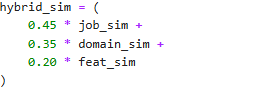 hybrid_sim = (
    0.45 * job_sim +
    0.35 * domain_sim +
    0.20 * feat_sim
)